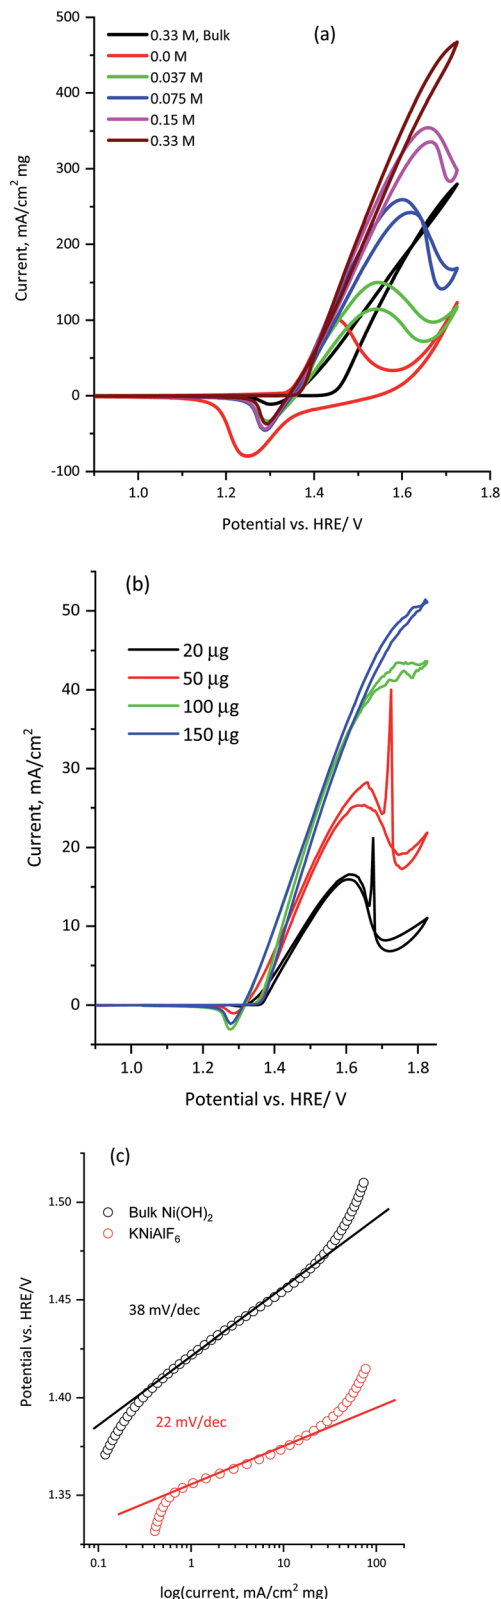 (a)
0.33 M, Bulk
0.0 M
0.037 M
0.075 M
0.15 M
0.33 M
500
400
300
200
100
0
-100
Current, mA/cm² mg
1.0 1.2 1.4 1.6 1.8
Potential vs. HRE/ V
(b)
20 μg
50 μg
100 μg
150 μg
50
40
30
20
10
0
Current, mA/cm²
1.0 1.2 1.4 1.6 1.8
Potential vs. HRE/ V
(c)
Bulk Ni(OH)₂
KNiAlF₆
1.50
1.45
1.40
1.35
Potential vs. HRE/V
38 mV/dec
22 mV/dec
0.1 1 10 100
log(current, mA/cm² mg)